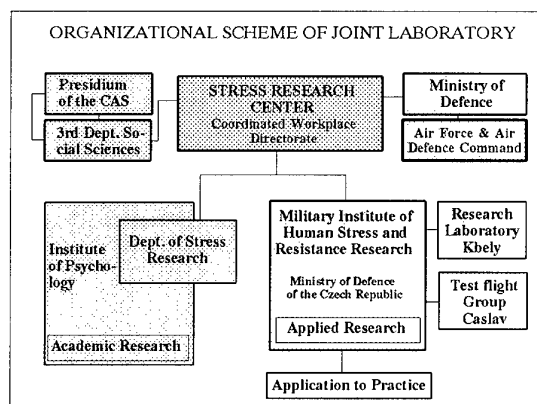 ORGANIZATIONAL SCHEME OF JOINT LABORATORY
Presidium
of the CAS
3rd Dept. So-
cial Sciences
STRESS RESEARCH
CENTER
Coordinated Workplace
Directorate
Ministry of
Defence
Air Force & Air
Defence Command
Institute
of Psycho-
logy
Dept. of Stress
Research
Academic Research
Military Institute of
Human Stress and
Resistance Research
Ministry of Defence
of the Czech Republic
Applied Research
Research
Laboratory
Kbely
Test flight
Group
Caslav
Application to Practice